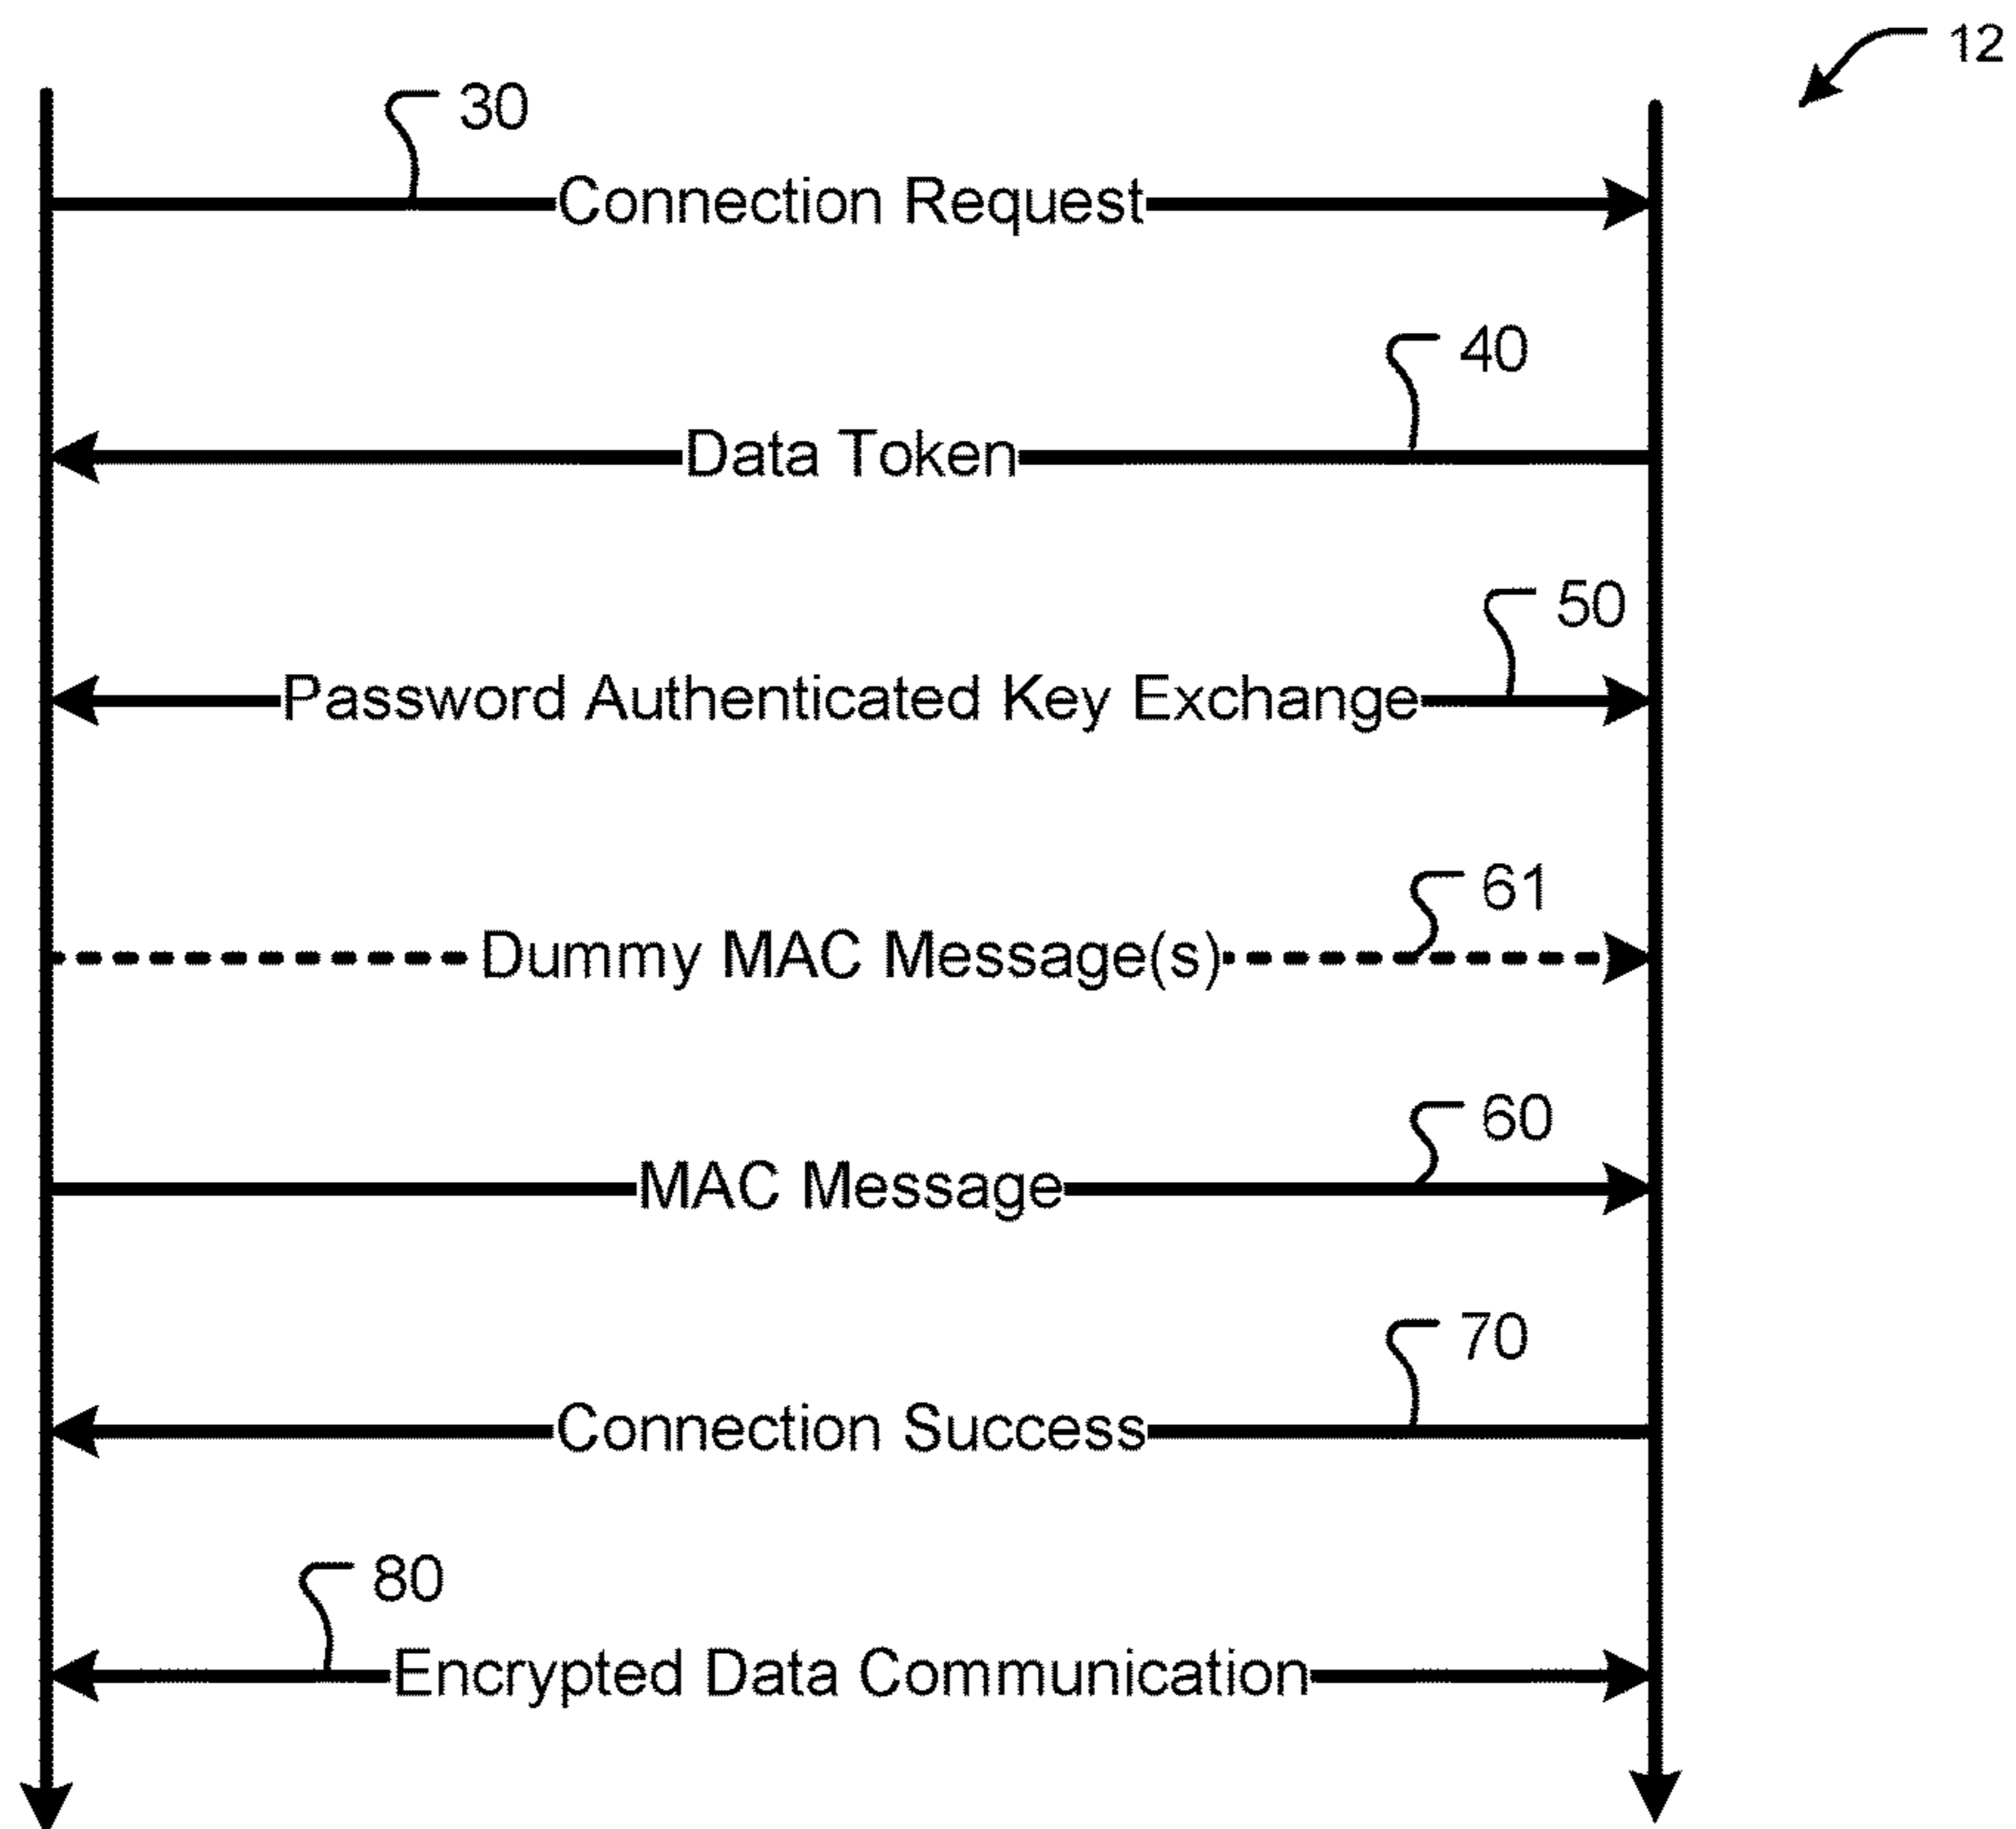 12
30
Connection Request
40
Data Token
50
Password Authenticated Key Exchange
61
Dummy MAC Message(s)
60
MAC Message
70
Connection Success
80
Encrypted Data Communication